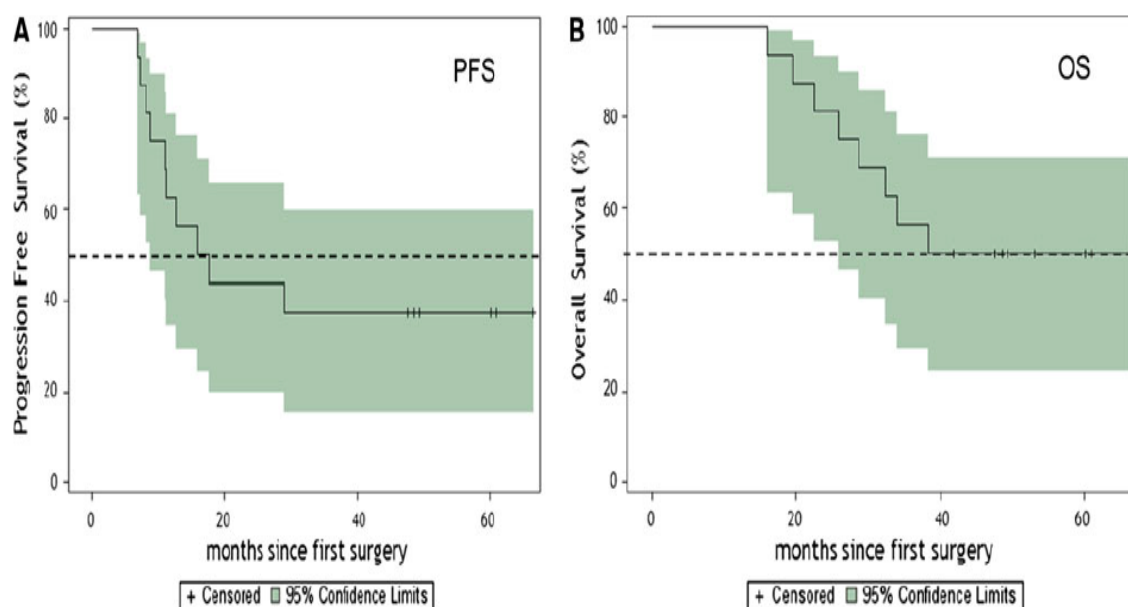 A
PFS
Progression Free Survival (%)
100
80
60
40
20
0
0 20 40 60
months since first surgery
+ Censored 95% Confidence Limits
B
OS
Overall Survival (%)
100
80
60
40
20
0
0 20 40 60
months since first surgery
+ Censored 95% Confidence Limits